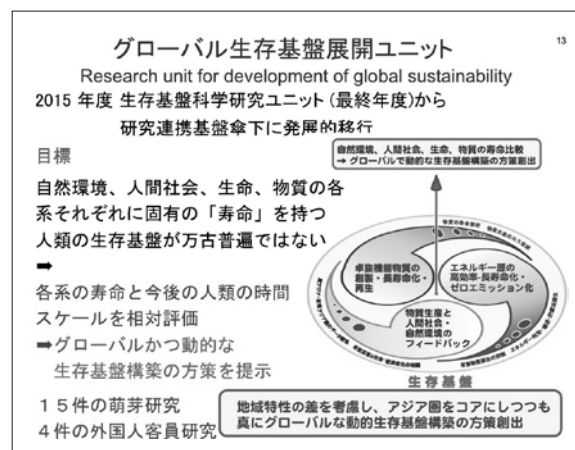 13
グローバル生存基盤展開ユニット
Research unit for development of global sustainability
2015 年度 生存基盤科学研究ユニット (最終年度)から
研究連携基盤傘下に発展的移行
目標
自然環境、人間社会、生命、物質の各
系それぞれに固有の「寿命」を持つ
人類の生存基盤が万古普遍ではない
➡
各系の寿命と今後の人類の時間
スケールを相対評価
➡グローバルかつ動的な
生存基盤構築の方策を提示
15件の萌芽研究
4件の外国人客員研究
自然環境、人間社会、生命、物質の寿命比較
→ グローバルで動的な生存基盤構築の方策創出
卓抜機能物質の
創製・長寿命化・
再生
エネルギー源の
高効率・長寿命化・
ゼロエミッション化
物質生産と
人間社会・
自然環境の
フィードバック
生存基盤
地域特性の差を考慮し、アジア圏をコアにしつつも
真にグローバルな動的生存基盤構築の方策創出